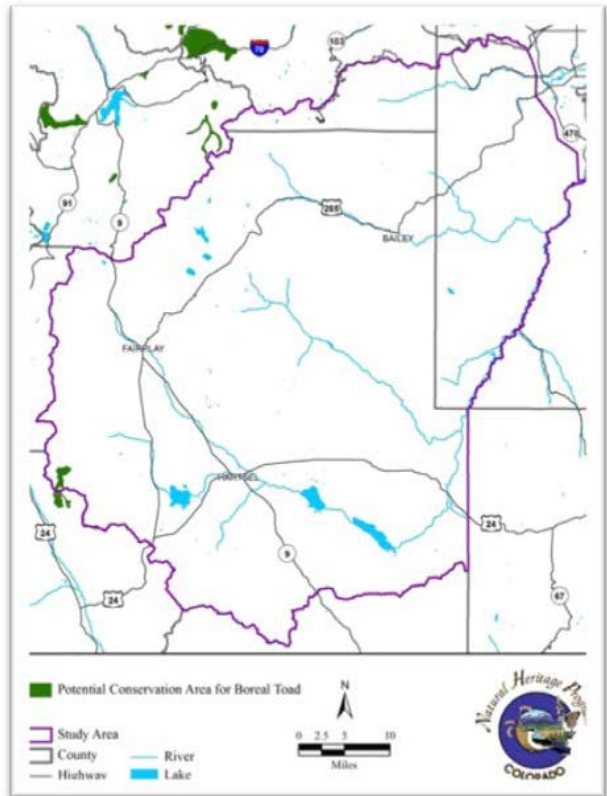 70
103
470
91
9
285
BAILEY
FAIRPLAY
HARTSEL
24
24
9
24
67
Potential Conservation Area for Boreal Toad
Study Area
County
Highway
River
Lake
N
0 2.5 5 10
Miles
Natural Heritage Program
COLORADO